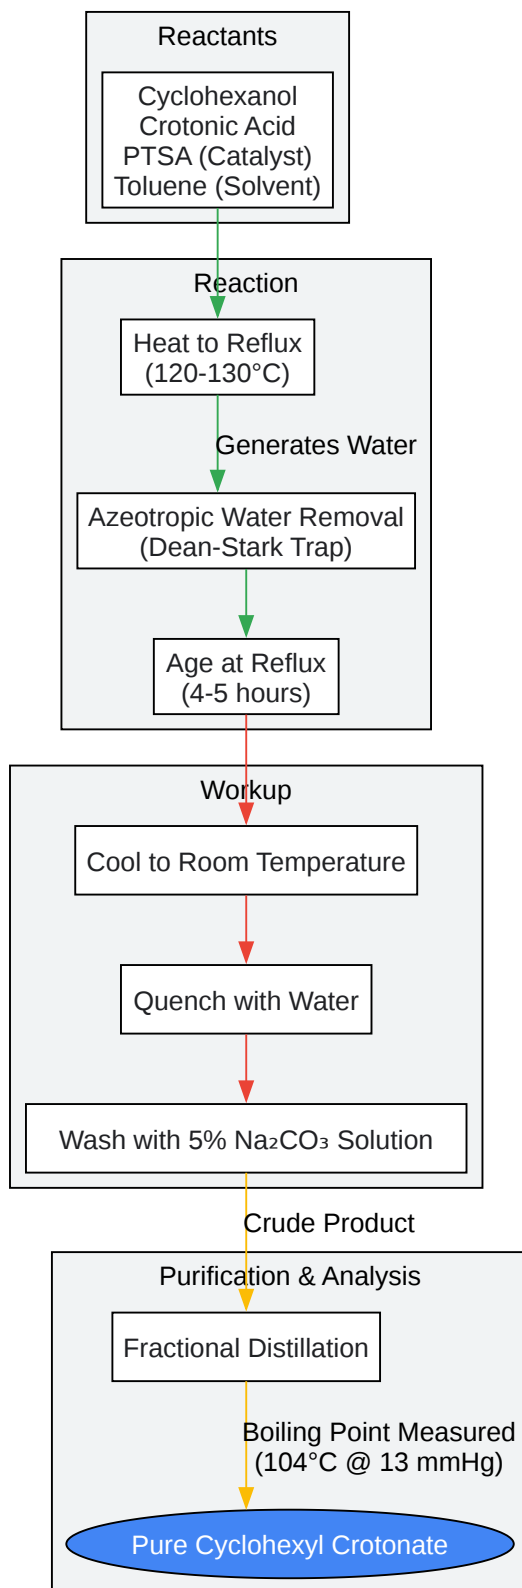 Reactants
Cyclohexanol
Crotonic Acid
PTSA (Catalyst)
Toluene (Solvent)
Reaction
Heat to Reflux
(120-130°C)
Generates Water
Azeotropic Water Removal
(Dean-Stark Trap)
Age at Reflux
(4-5 hours)
Workup
Cool to Room Temperature
Quench with Water
Wash with 5% Na₂CO₃ Solution
Crude Product
Purification & Analysis
Fractional Distillation
Boiling Point Measured
(104°C @ 13 mmHg)
Pure Cyclohexyl Crotonate